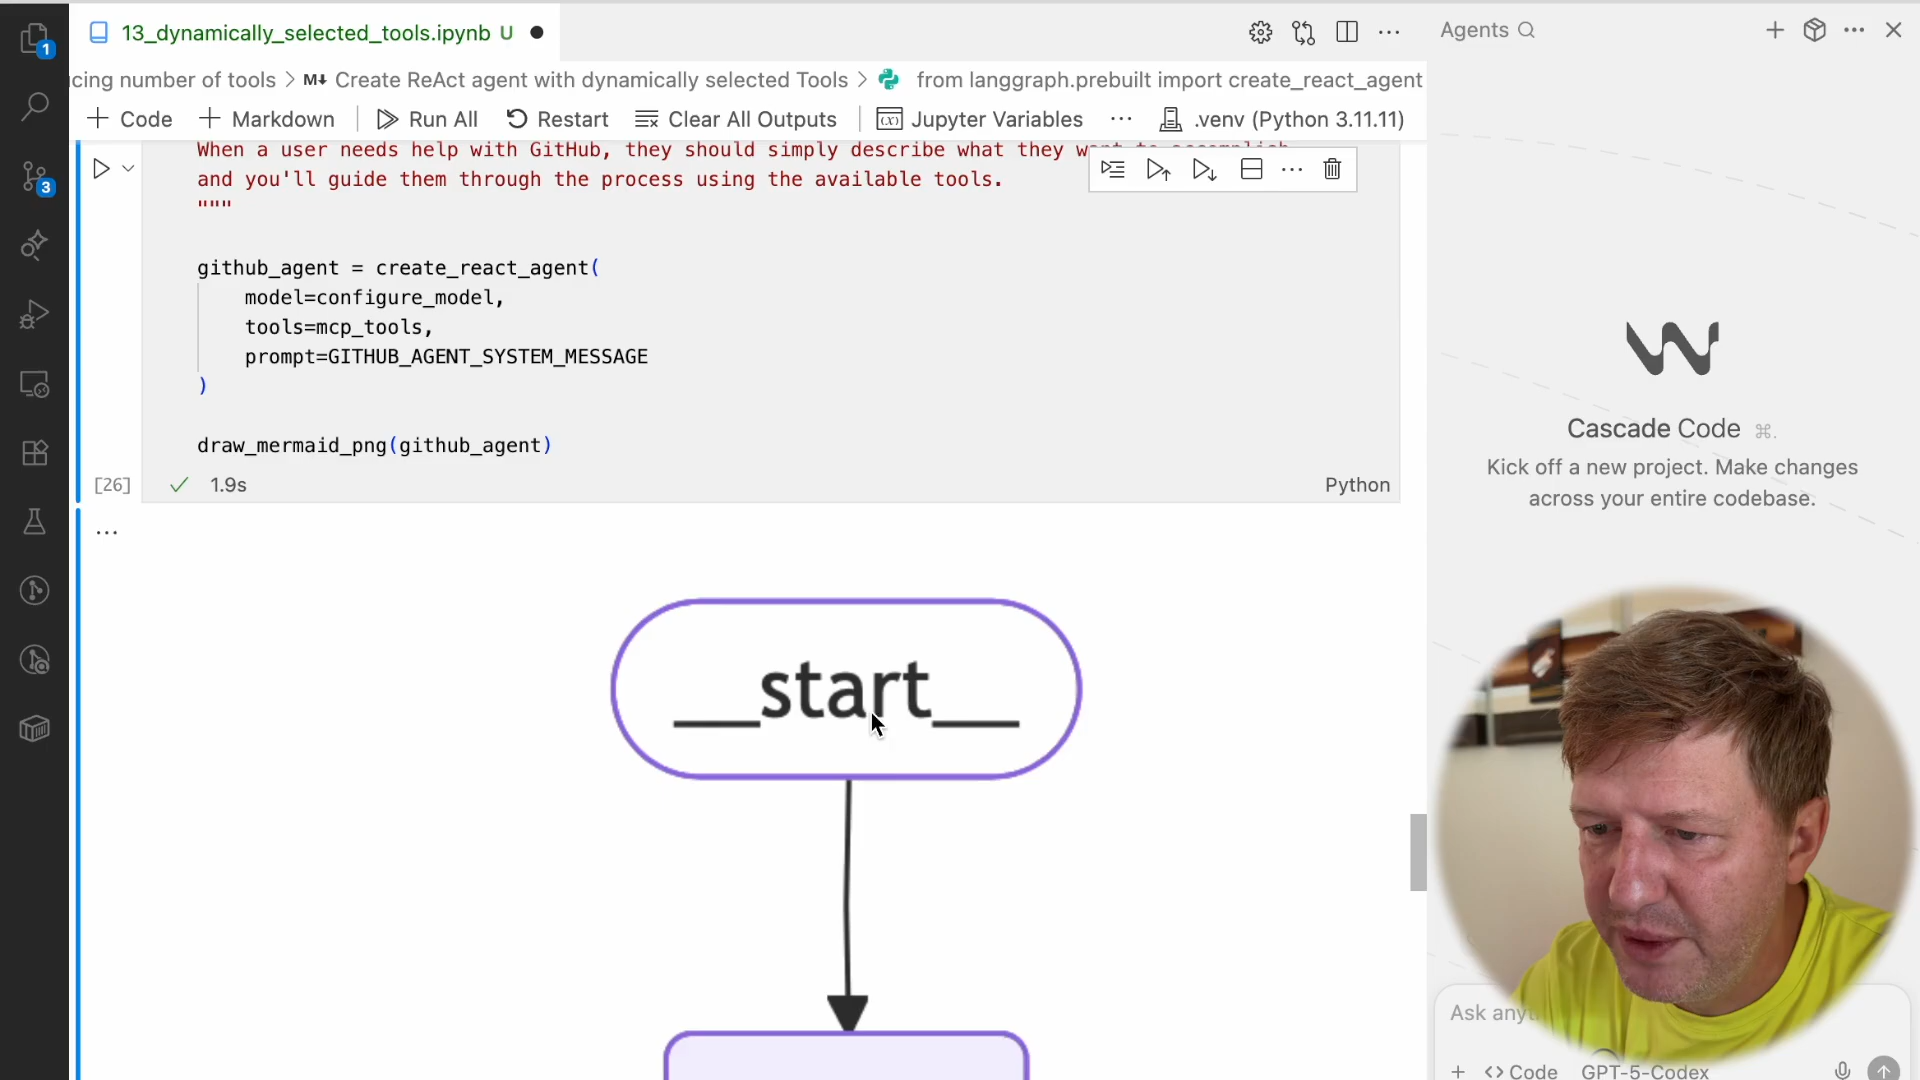 13_dynamically_selected_tools.ipynb U
Agents
cing number of tools > M↓ Create ReAct agent with dynamically selected Tools > from langgraph.prebuilt import create_react_agent
+ Code + Markdown Run All Restart Clear All Outputs Jupyter Variables ... .venv (Python 3.11.11)
1
3
When a user needs help with GitHub, they should simply describe what they
and you'll guide them through the process using the available tools.
"""
github_agent = create_react_agent(
model=configure_model,
tools=mcp_tools,
prompt=GITHUB_AGENT_SYSTEM_MESSAGE
)
draw_mermaid_png(github_agent)
[26] 1.9s Python
...
__start__
Cascade Code ⌘.
Kick off a new project. Make changes
across your entire codebase.
Ask any
+ <> Code GPT-5-Codex